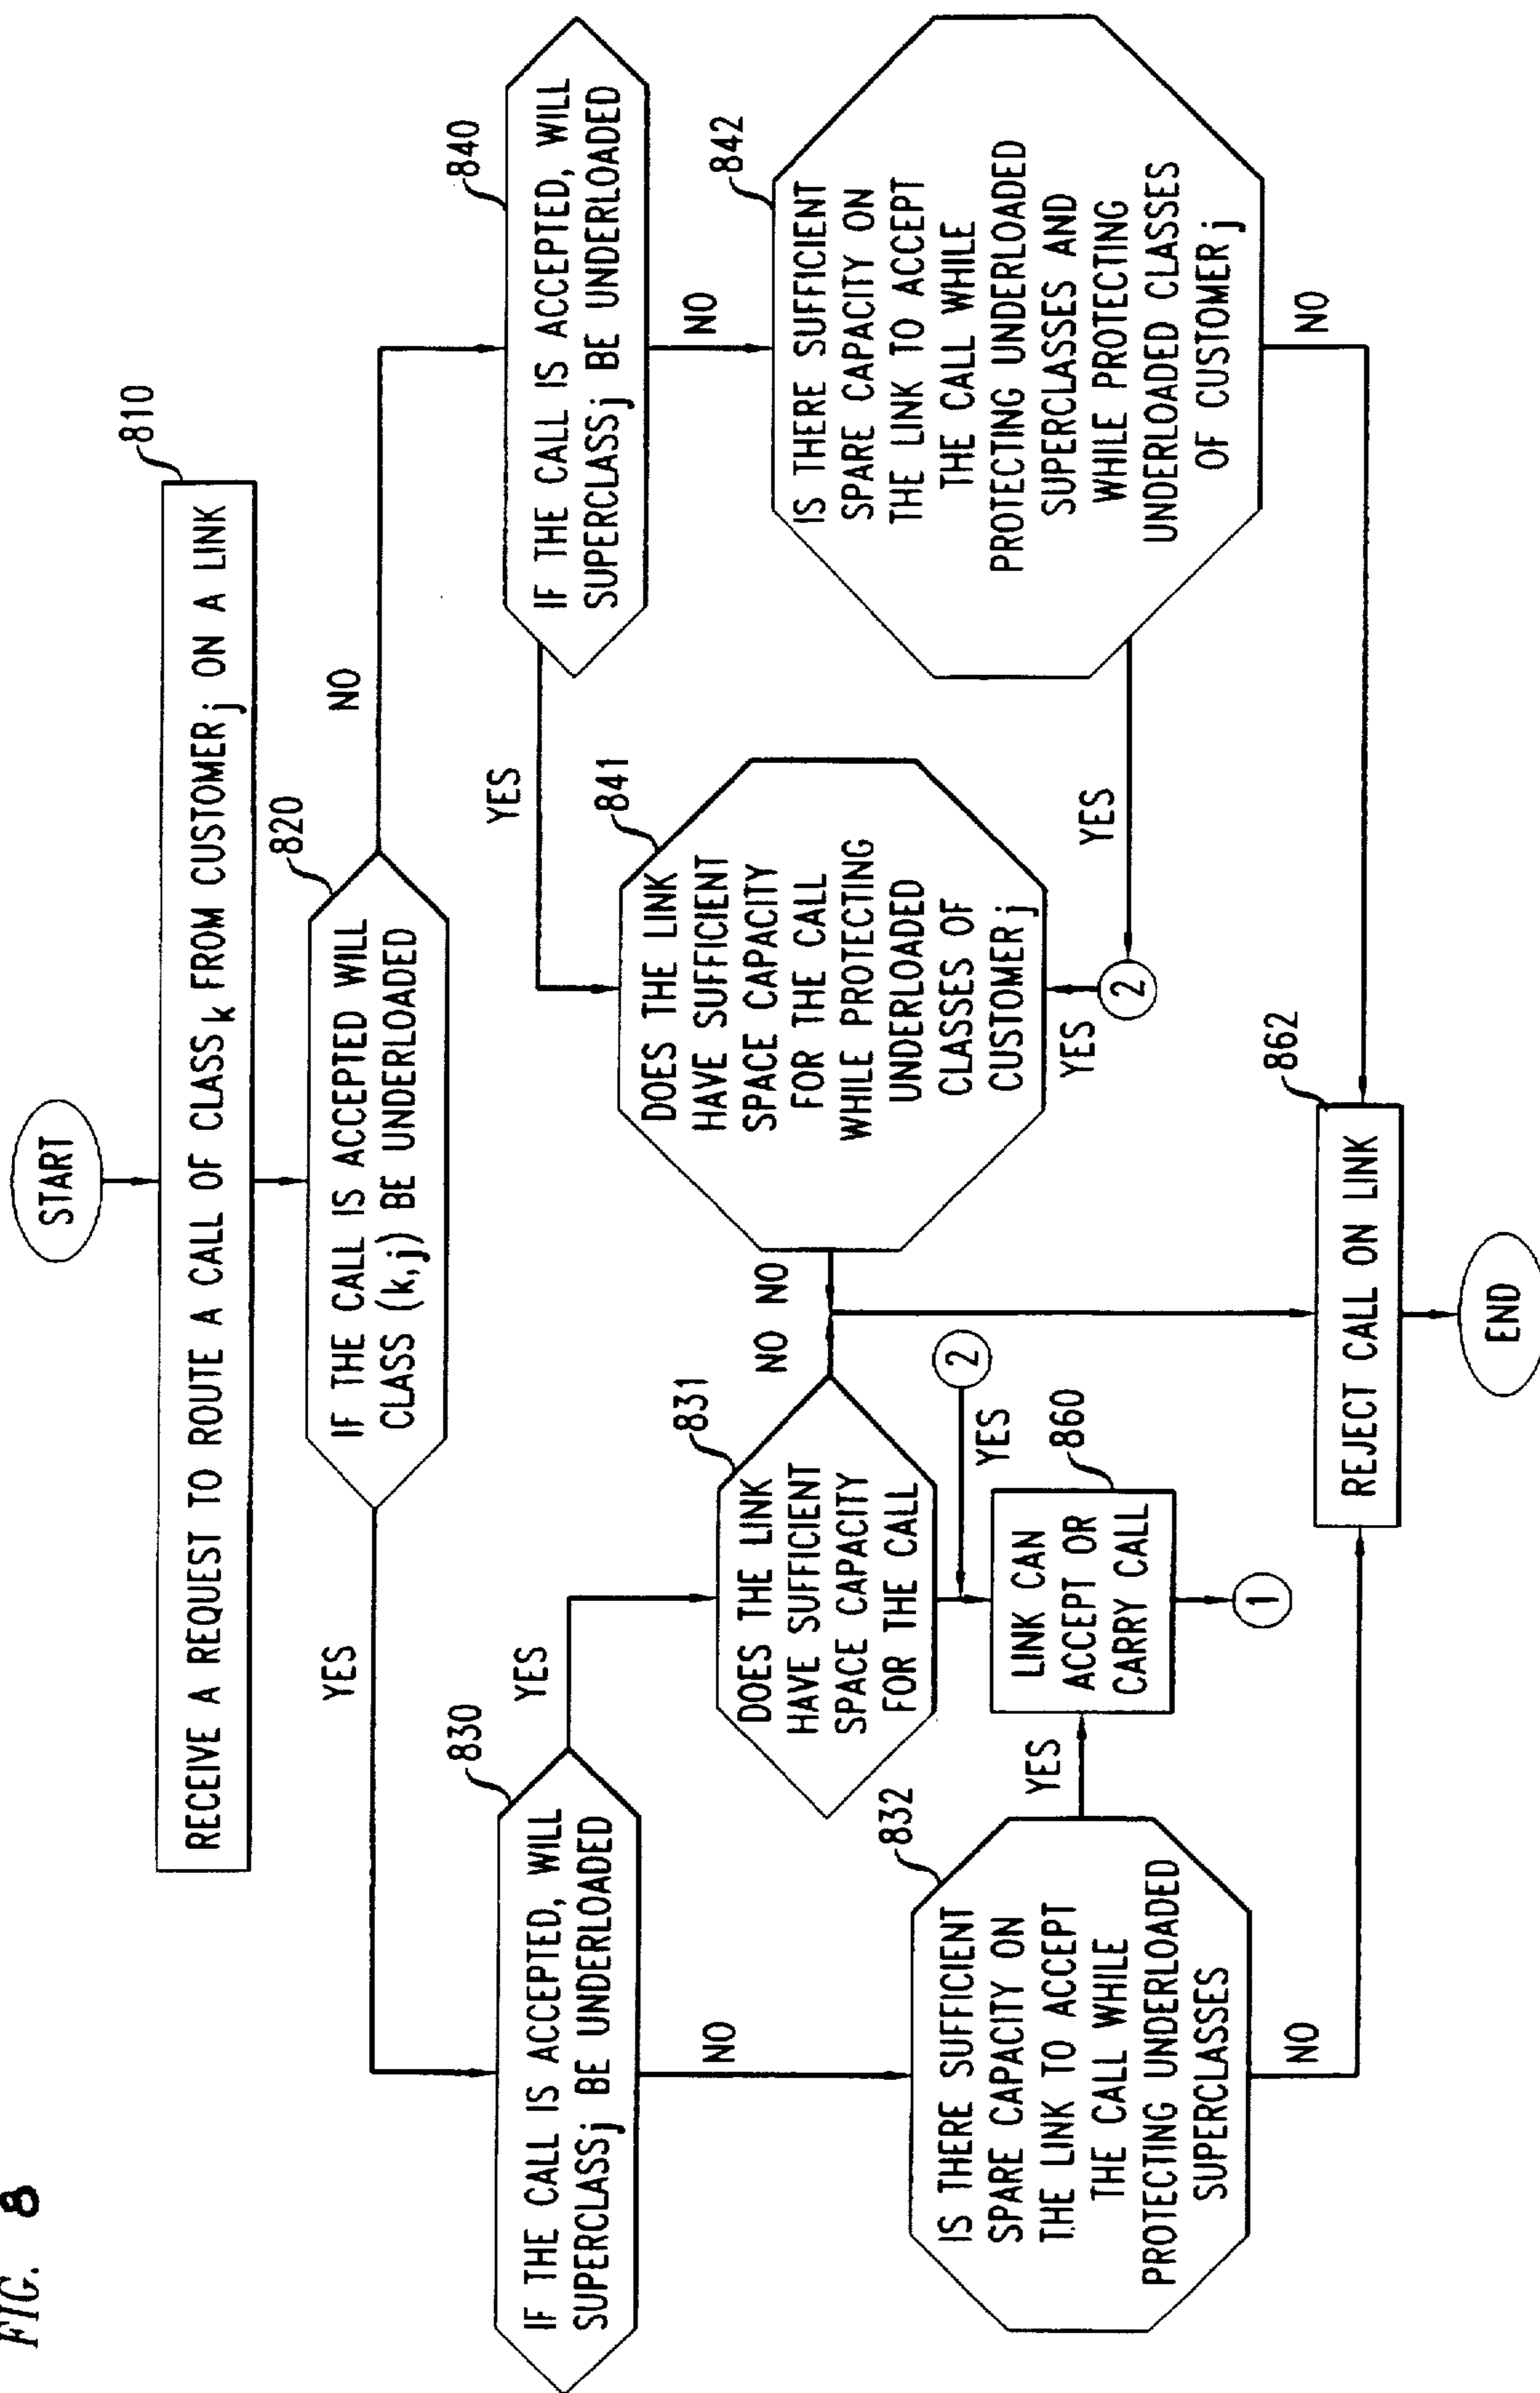 FIG. 8
START
810
RECEIVE A REQUEST TO ROUTE A CALL OF CLASSk FROM CUSTOMERj ON A LINK
820
IF THE CALL IS ACCEPTED WILL
CLASS (k,j) BE UNDERLOADED
YES
NO
830
IF THE CALL IS ACCEPTED, WILL
SUPERCLASSj BE UNDERLOADED
YES
NO
840
IF THE CALL IS ACCEPTED, WILL
SUPERCLASSj BE UNDERLOADED
YES
NO
831
DOES THE LINK
HAVE SUFFICIENT
SPACE CAPACITY
FOR THE CALL
NO
841
DOES THE LINK
HAVE SUFFICIENT
SPACE CAPACITY
FOR THE CALL
WHILE PROTECTING
UNDERLOADED
CLASSES OF
CUSTOMERj
NO
YES
2
842
IS THERE SUFFICIENT
SPARE CAPACITY ON
THE LINK TO ACCEPT
THE CALL WHILE
PROTECTING UNDERLOADED
SUPERCLASSES AND
WHILE PROTECTING
UNDERLOADED CLASSES
OF CUSTOMERj
YES
NO
832
IS THERE SUFFICIENT
SPARE CAPACITY ON
THE LINK TO ACCEPT
THE CALL WHILE
PROTECTING UNDERLOADED
SUPERCLASSES
YES
NO
2
YES
860
LINK CAN
ACCEPT OR
CARRY CALL
1
862
REJECT CALL ON LINK
END